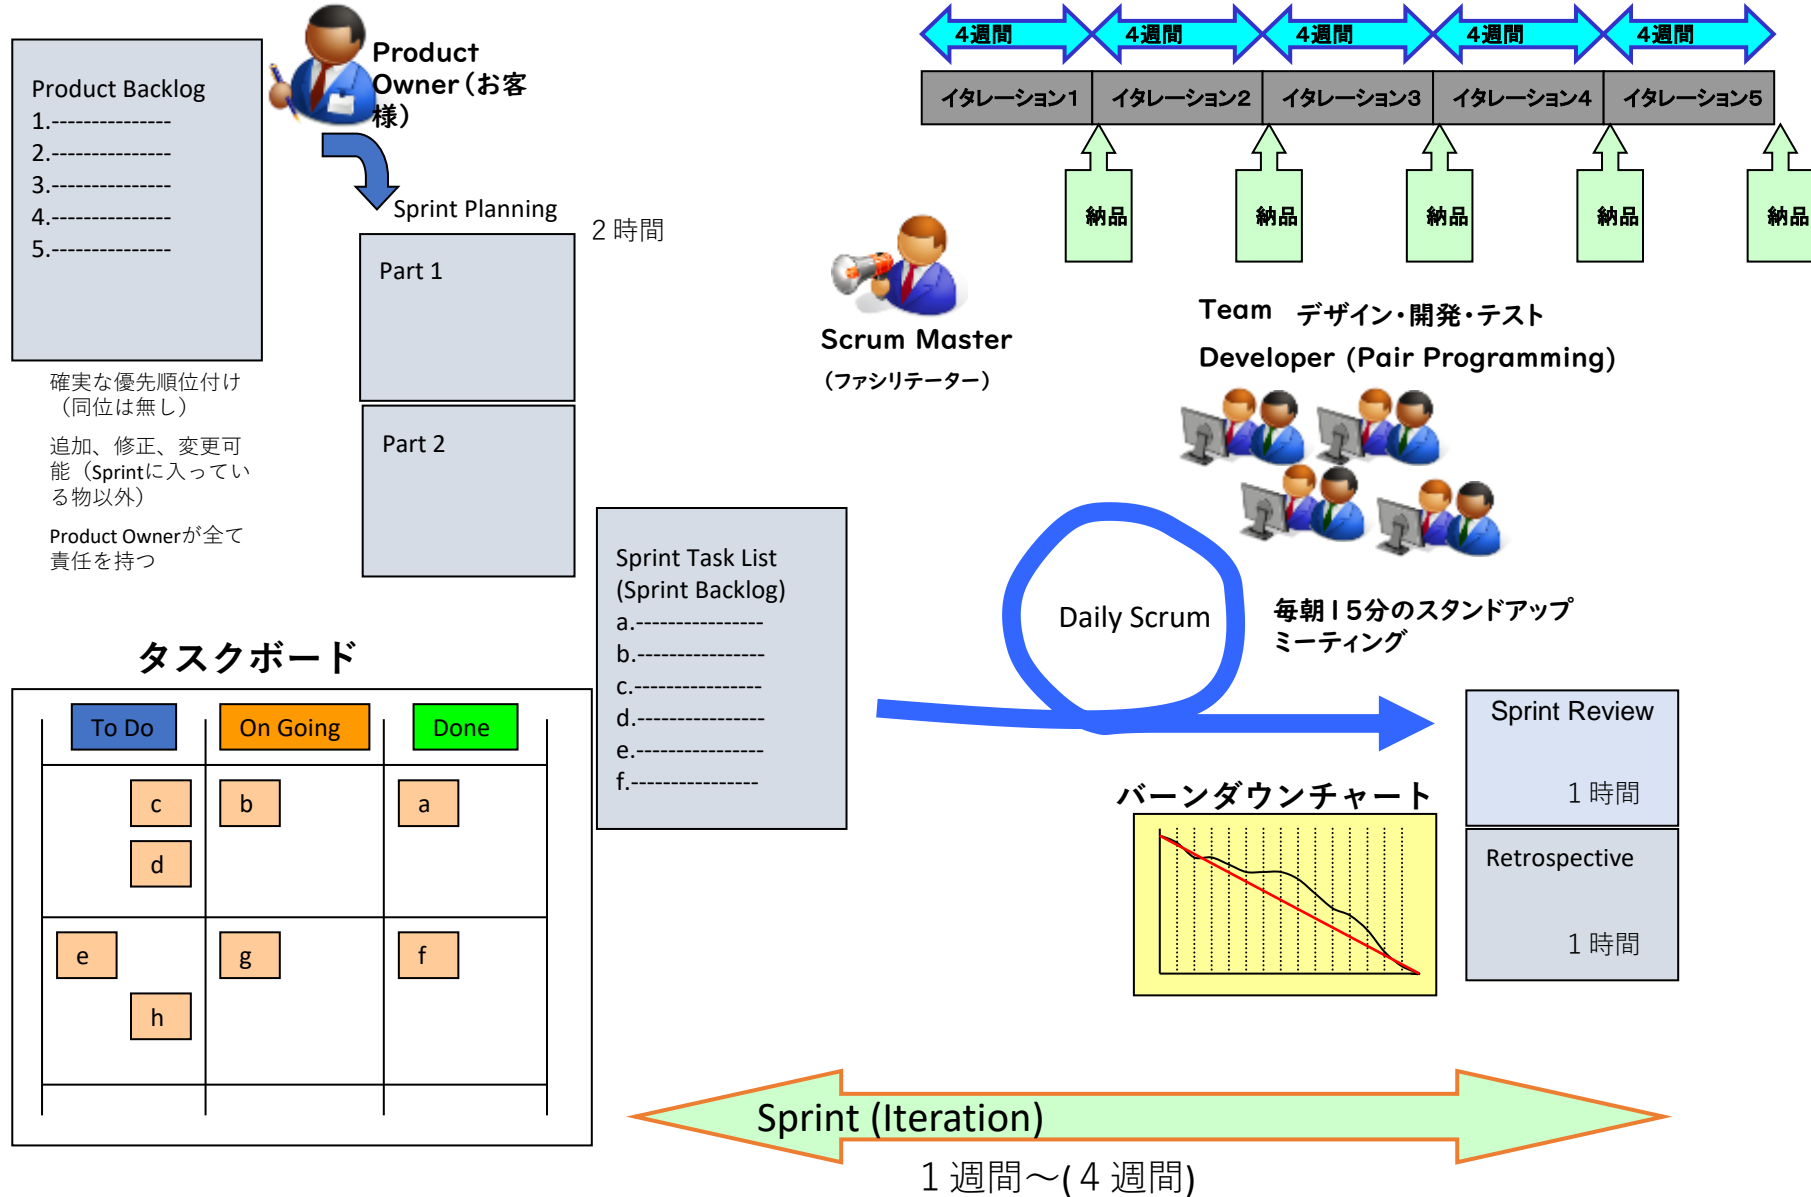 Product Backlog
1.---------------
2.---------------
3.---------------
4.---------------
5.---------------
Product
Owner(お客
様)
確実な優先順位付け
（同位は無し）
追加、修正、変更可
能（Sprintに入ってい
る物以外）
Product Ownerが全て
責任を持つ
Sprint Planning
２時間
Part 1
Part 2
4週間
4週間
4週間
4週間
4週間
イタレーション1
イタレーション2
イタレーション3
イタレーション4
イタレーション5
納品
納品
納品
納品
納品
Scrum Master
(ファシリテーター)
Team デザイン・開発・テスト
Developer (Pair Programming)
Sprint Task List
(Sprint Backlog)
a.----------------
b.----------------
c.----------------
d.----------------
e.----------------
f.----------------
Daily Scrum
毎朝15分のスタンドアップ
ミーティング
タスクボード
To Do
On Going
Done
c
b
a
d
e
g
f
h
バーンダウンチャート
Sprint Review
１時間
Retrospective
１時間
Sprint (Iteration)
１週間～(４週間)